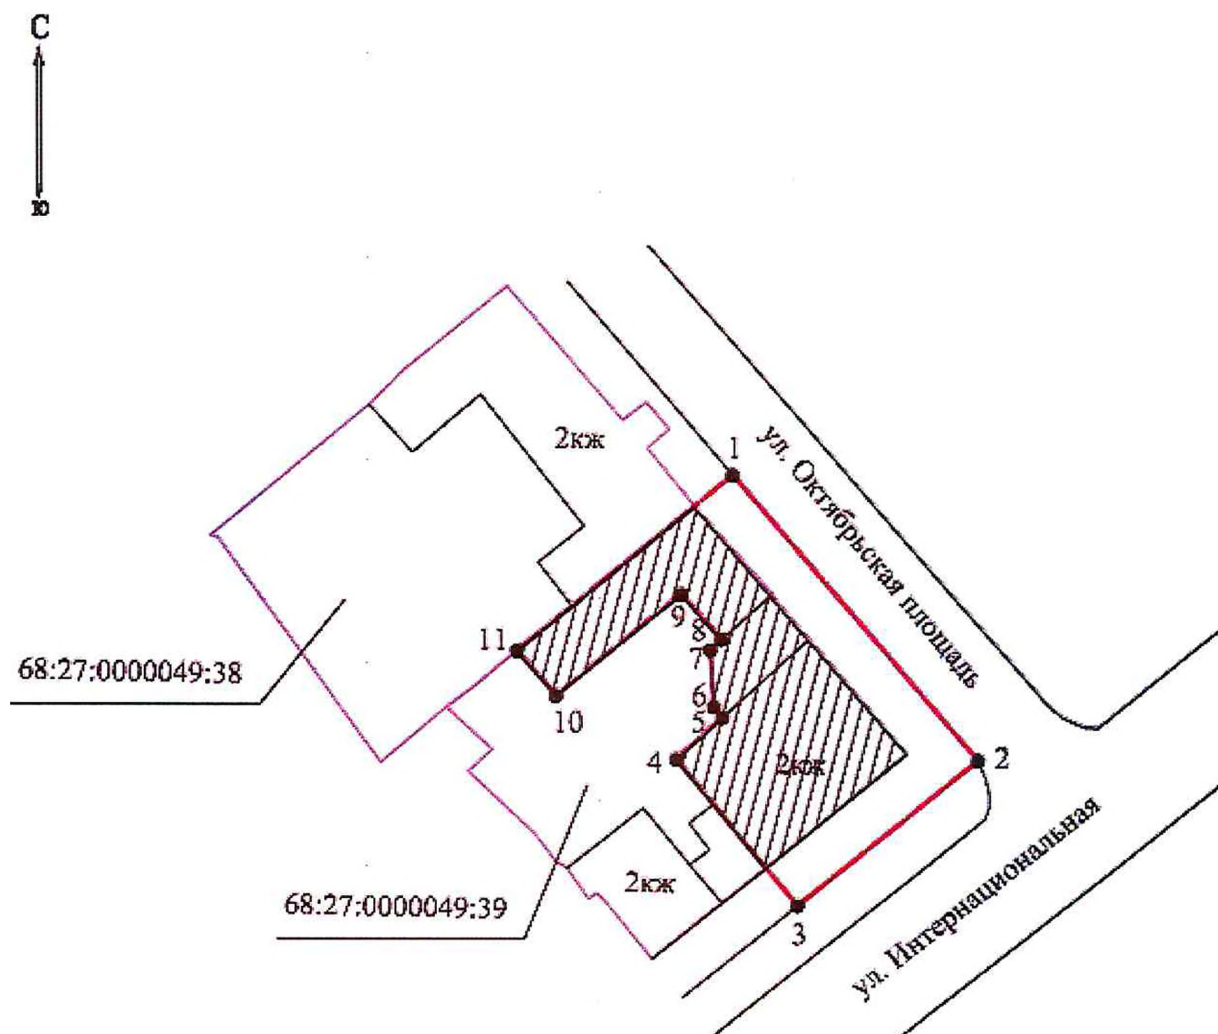 С
Ю
2кж
1
ул. Октябрьская площадь
9
8
11
7
68:27:0000049:38
6
10
5
4
2кж
2
2кж
68:27:0000049:39
3
ул. Интернациональная